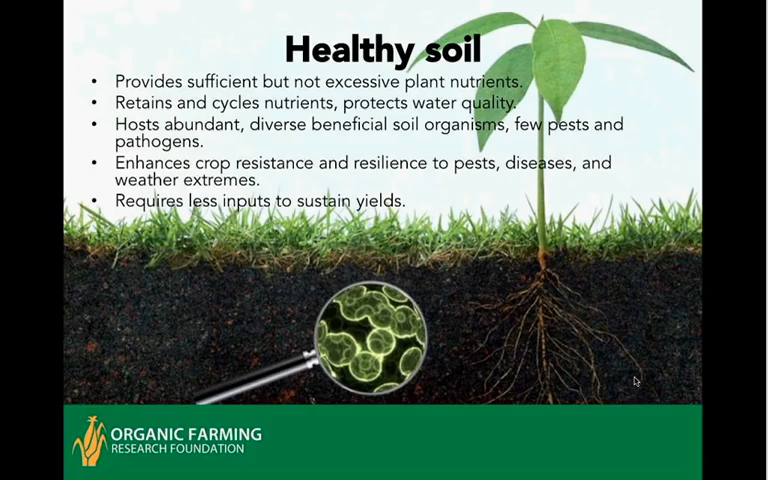 Healthy soil
• Provides sufficient but not excessive plant nutrients.
• Retains and cycles nutrients, protects water quality.
• Hosts abundant, diverse beneficial soil organisms, few pests and
pathogens.
• Enhances crop resistance and resilience to pests, diseases, and
weather extremes.
• Requires less inputs to sustain yields.
ORGANIC FARMING
RESEARCH FOUNDATION